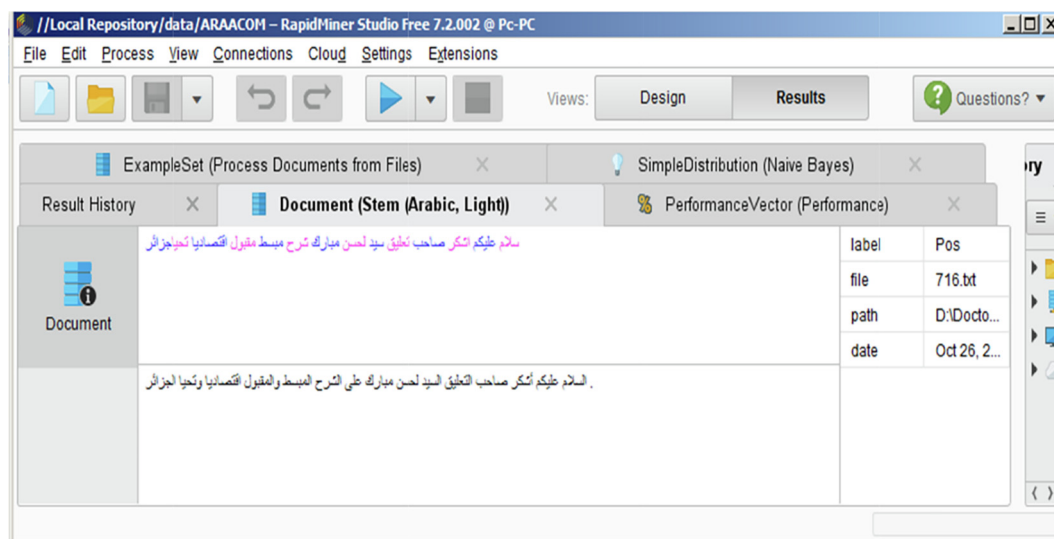 //Local Repository/data/ARAACOM – RapidMiner Studio Free 7.2.002 @ Pc-PC
File Edit Process View Connections Cloud Settings Extensions
Views: Design Results Questions?
ExampleSet (Process Documents from Files) SimpleDistribution (Naive Bayes) ory
Result History Document (Stem (Arabic, Light)) PerformanceVector (Performance)
سلام عليكم اشكر صاحب تعليق سيد لحسن مبارك شرح مبسط مقبول اقتصاديا تحياجزائر
label Pos
file 716.txt
path D:\Docto...
date Oct 26, 2...
Document
السلام عليكم أشكر صاحب التعليق السيد لحسن مبارك على الشرح المبسط والمقبول اقتصاديا وتحيا الجزائر .